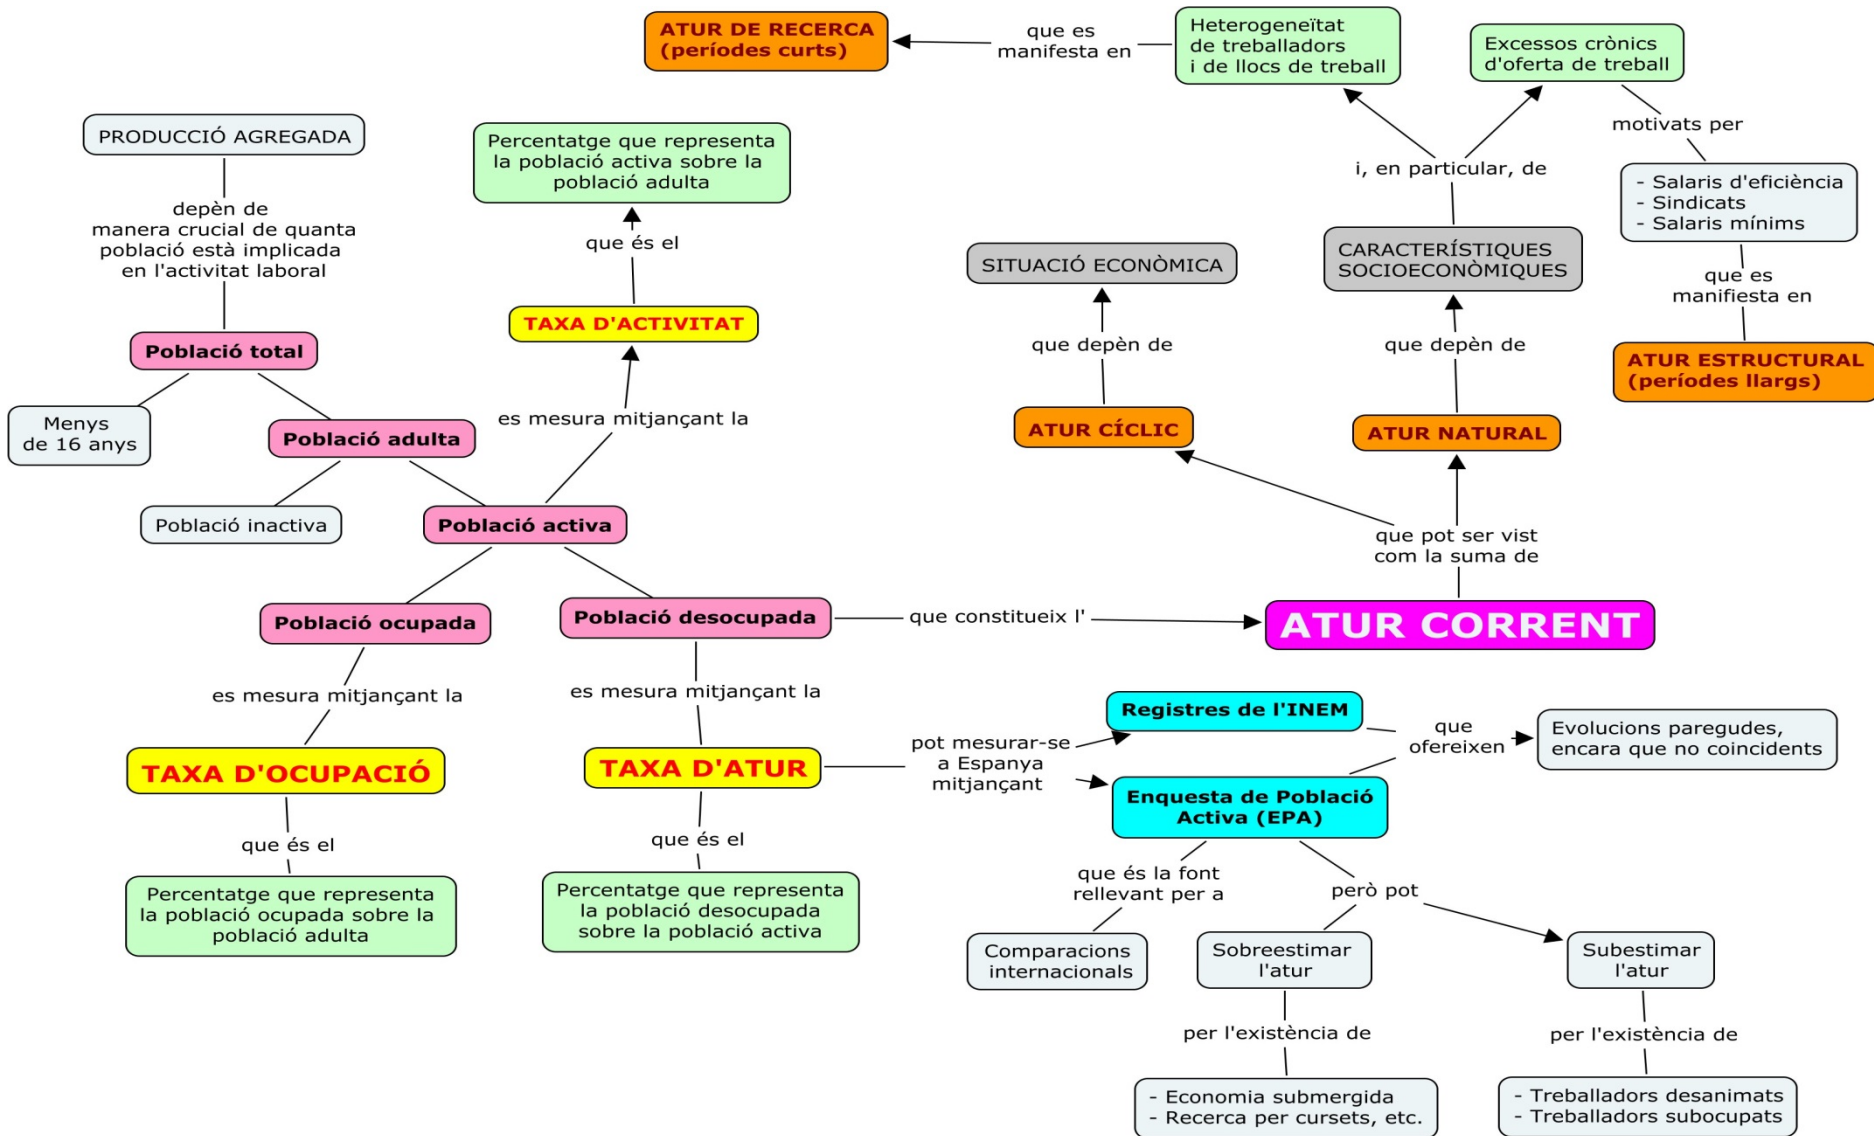 ATUR DE RECERCA
(períodes curts)
que es
manifesta en
Heterogeneïtat
de treballadors
i de llocs de treball
Excessos crònics
d'oferta de treball
motivats per
- Salaris d'eficiència
- Sindicats
- Salaris mínims
que es
manifiesta en
ATUR ESTRUCTURAL
(períodes llargs)
i, en particular, de
CARACTERÍSTIQUES
SOCIOECONÒMIQUES
que depèn de
ATUR NATURAL
SITUACIÓ ECONÒMICA
que depèn de
ATUR CÍCLIC
que pot ser vist
com la suma de
ATUR CORRENT
PRODUCCIÓ AGREGADA
depèn de
manera crucial de quanta
població està implicada
en l'activitat laboral
Població total
Menys
de 16 anys
Població adulta
Població inactiva
Població activa
Percentatge que representa
la població activa sobre la
població adulta
que és el
TAXA D'ACTIVITAT
es mesura mitjançant la
Població ocupada
Població desocupada
que constitueix l'
es mesura mitjançant la
TAXA D'OCUPACIÓ
que és el
Percentatge que representa
la població ocupada sobre la
població adulta
es mesura mitjançant la
TAXA D'ATUR
que és el
Percentatge que representa
la població desocupada
sobre la població activa
pot mesurar-se
a Espanya
mitjançant
Registres de l'INEM
Enquesta de Població
Activa (EPA)
que
ofereixen
Evolucions paregudes,
encara que no coincidents
que és la font
rellevant per a
Comparacions
internacionals
però pot
Sobreestimar
l'atur
per l'existència de
- Economia submergida
- Recerca per cursets, etc.
Subestimar
l'atur
per l'existència de
- Treballadors desanimats
- Treballadors subocupats